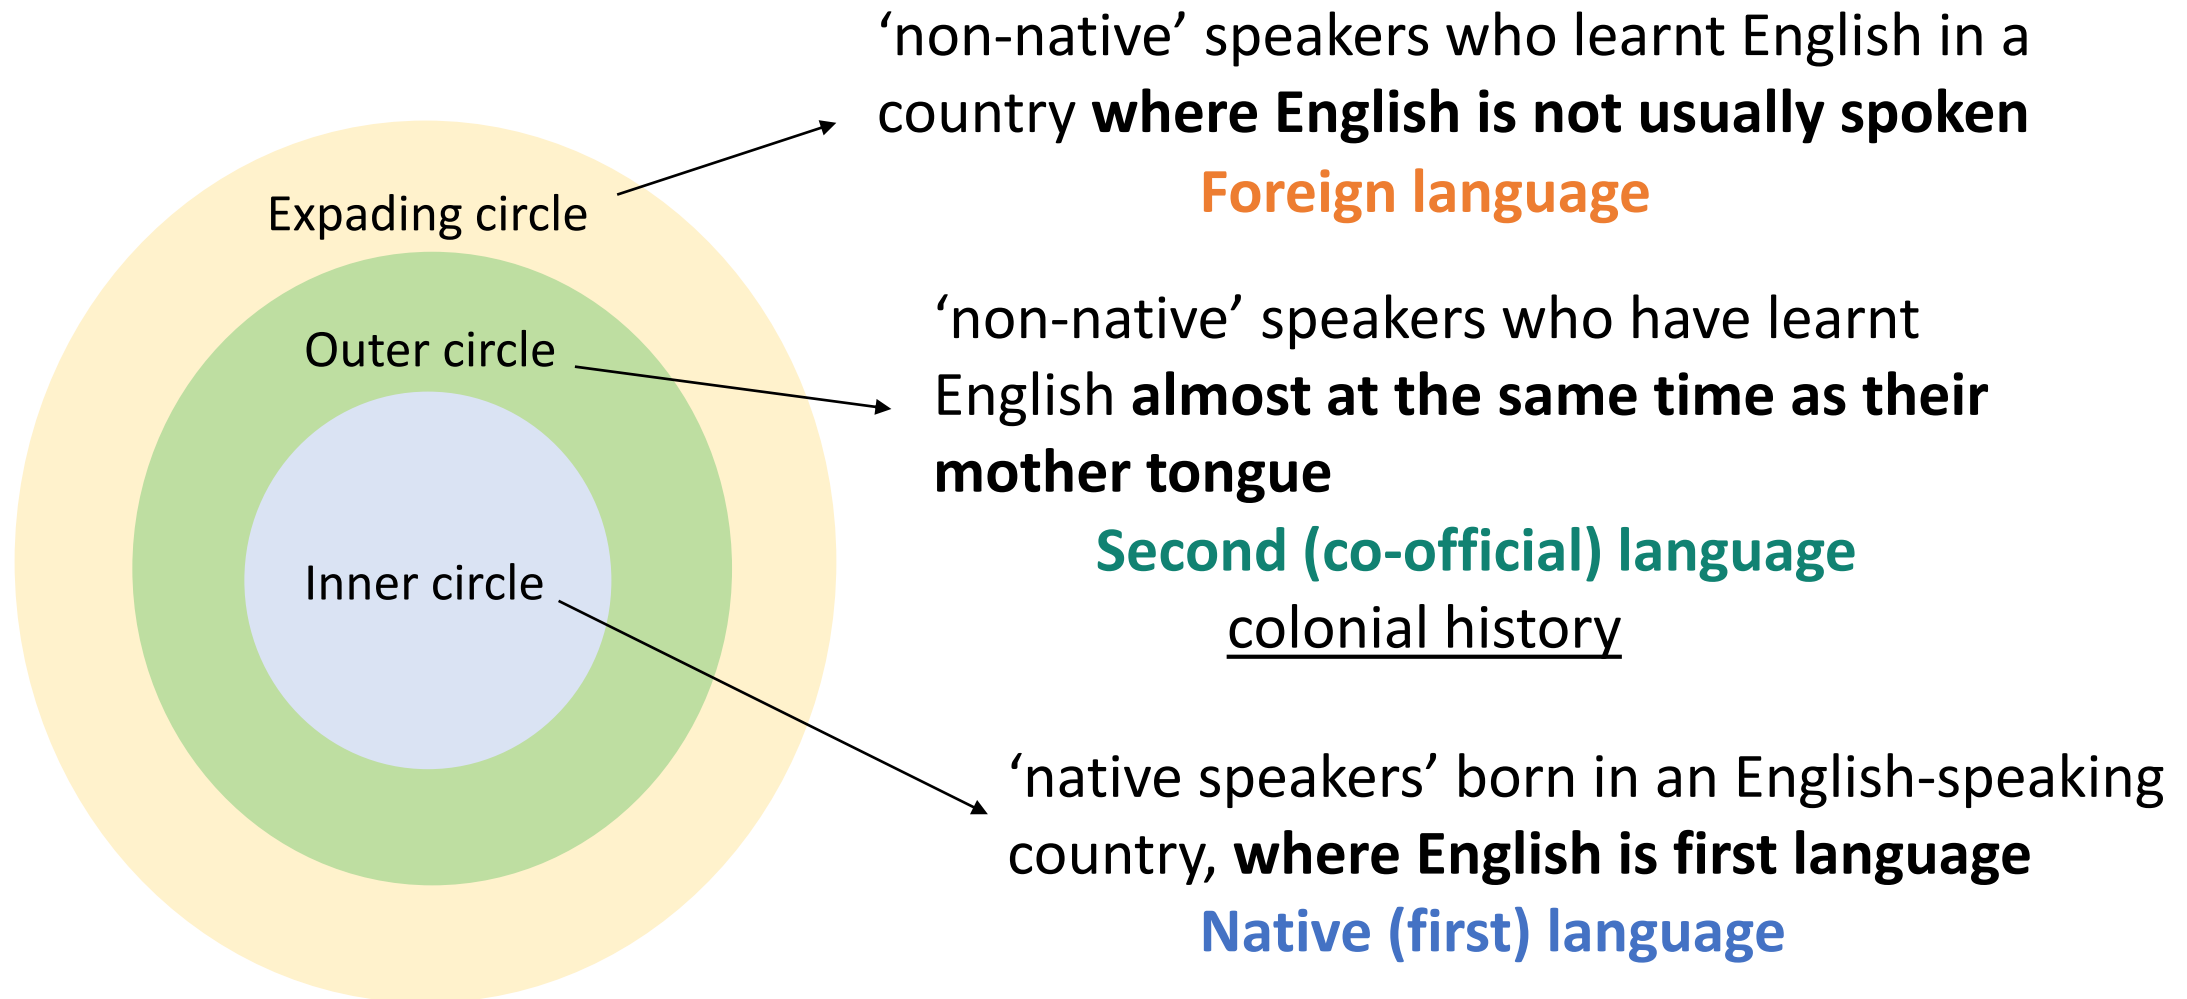 ‘non-native’ speakers who learnt English in a
country where English is not usually spoken
Foreign language
Expading circle
‘non-native’ speakers who have learnt
English almost at the same time as their
mother tongue
Second (co-official) language
colonial history
Outer circle
‘native speakers’ born in an English-speaking
country, where English is first language
Native (first) language
Inner circle